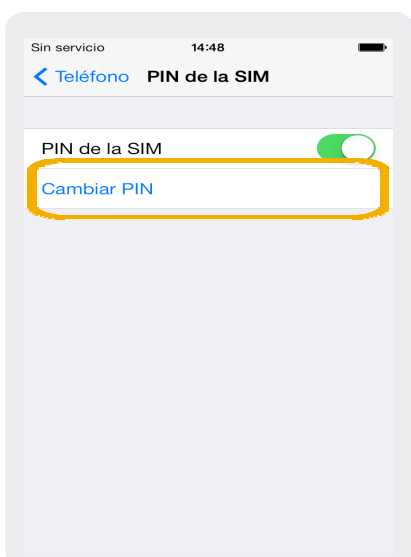 Sin servicio 14:48
Teléfono PIN de la SIM
PIN de la SIM
Cambiar PIN